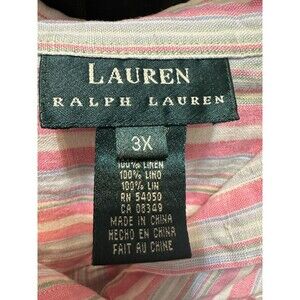 LAUREN
RALPH LAUREN
3X
100% LINEN
100% LINO
100% LIN
RN 54050
CA 08349
MADE IN CHINA
HECHO EN CHINA
FAIT AU CHINE